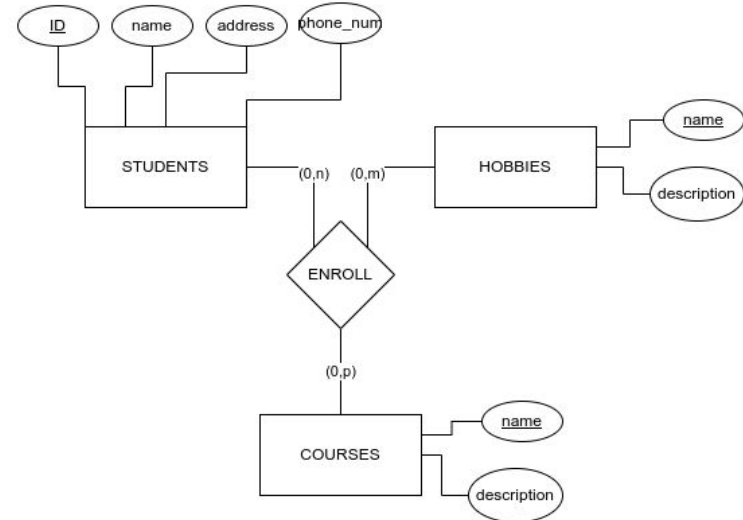 ID
name
address
phone_num
STUDENTS
(0,n)
(0,m)
HOBBIES
name
description
ENROLL
(0,p)
COURSES
name
description